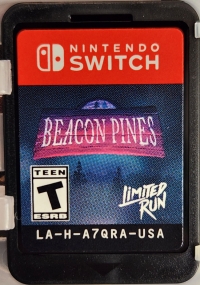 NINTENDO
SWITCH
BEACON PINES
TEEN
T
ESRB
LIMITED
RUN
LA-H-A7QRA-USA